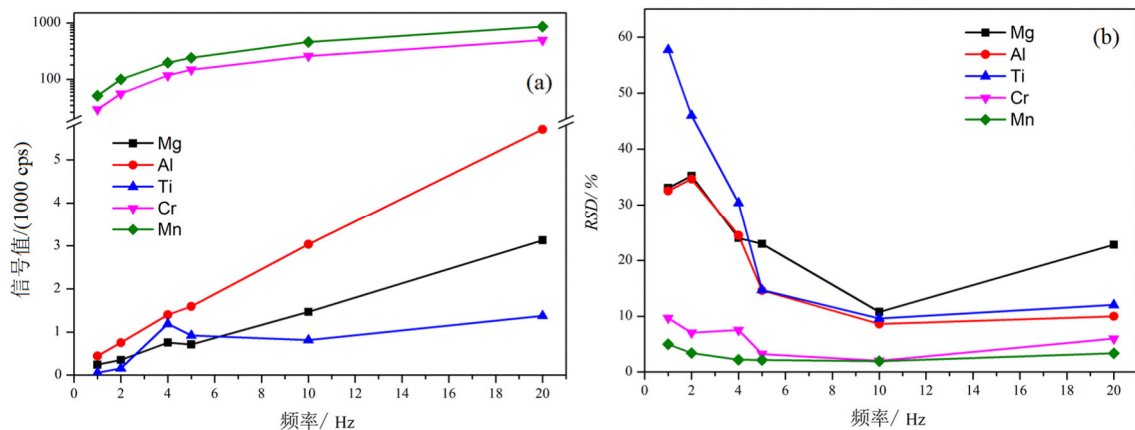 1000
100
5
4
3
2
1
0
信号值/(1000 cps)
(a)
Mg
Al
Ti
Cr
Mn
0 2 4 6 8 10 12 14 16 18 20
频率/ Hz
60
50
40
30
20
10
0
RSD/ %
(b)
Mg
Al
Ti
Cr
Mn
0 2 4 6 8 10 12 14 16 18 20
频率/ Hz